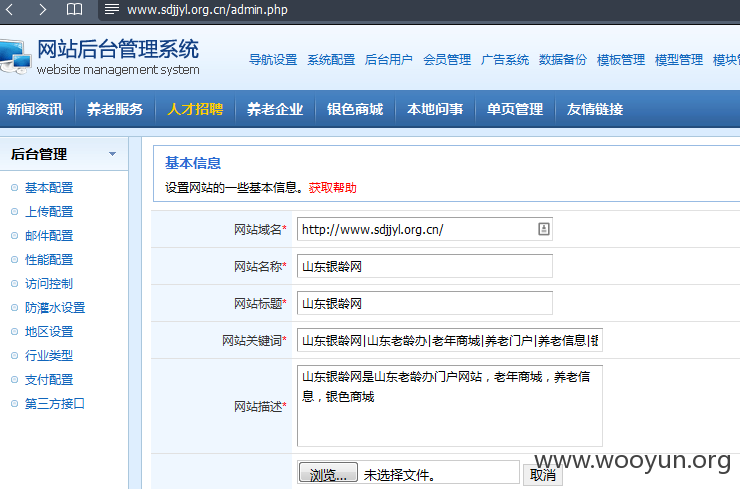 www.sdjjyl.org.cn/admin.php
网站后台管理系统
website management system
导航设置 系统配置 后台用户 会员管理 广告系统 数据备份 模板管理 模型管理 模块管
新闻资讯 养老服务 人才招聘 养老企业 银色商城 本地问事 单页管理 友情链接
后台管理
基本配置
上传配置
邮件配置
性能配置
访问控制
防灌水设置
地区设置
行业类型
支付配置
第三方接口
基本信息
设置网站的一些基本信息。获取帮助
网站域名* http://www.sdjjyl.org.cn/
网站名称* 山东银龄网
网站标题* 山东银龄网
网站关键词* 山东银龄网|山东老龄办|老年商城|养老门户|养老信息|银
网站描述* 山东银龄网是山东老龄办门户网站，老年商城，养老信
息，银色商城
浏览... 未选择文件。 取消
www.wooyun.org